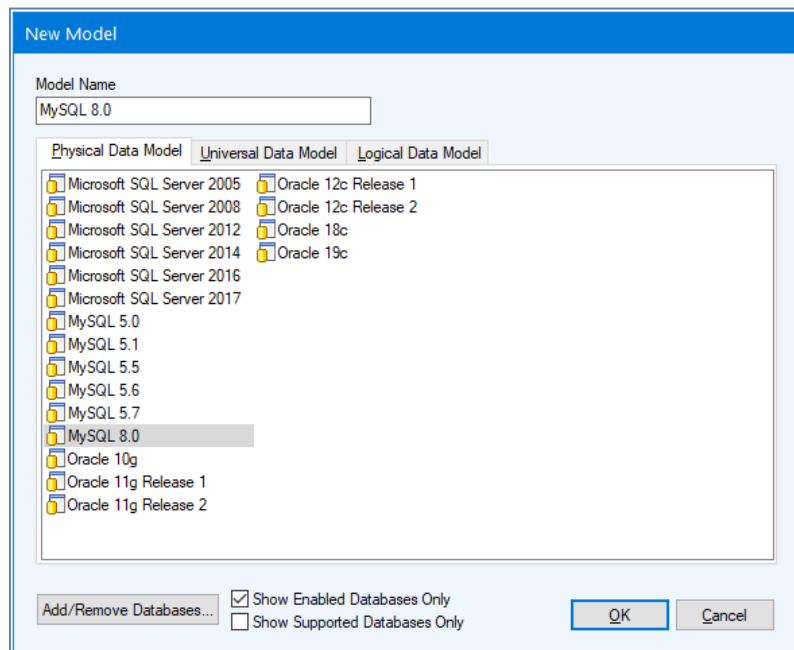 New Model
Model Name
MySQL 8.0
Physical Data Model
Universal Data Model
Logical Data Model
Microsoft SQL Server 2005
Microsoft SQL Server 2008
Microsoft SQL Server 2012
Microsoft SQL Server 2014
Microsoft SQL Server 2016
Microsoft SQL Server 2017
MySQL 5.0
MySQL 5.1
MySQL 5.5
MySQL 5.6
MySQL 5.7
MySQL 8.0
Oracle 10g
Oracle 11g Release 1
Oracle 11g Release 2
Oracle 12c Release 1
Oracle 12c Release 2
Oracle 18c
Oracle 19c
Add/Remove Databases...
Show Enabled Databases Only
Show Supported Databases Only
OK
Cancel